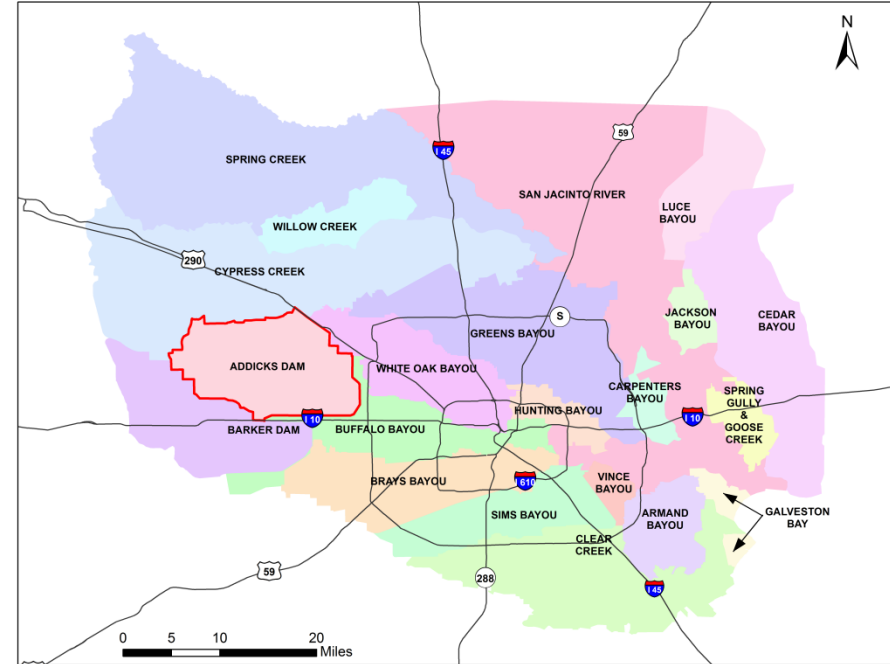 N
59
I 45
SPRING CREEK
SAN JACINTO RIVER
LUCE
BAYOU
WILLOW CREEK
290
CYPRESS CREEK
JACKSON
BAYOU
CEDAR
BAYOU
S
GREENS BAYOU
ADDICKS DAM
WHITE OAK BAYOU
CARPENTERS
BAYOU
SPRING
GULLY
&
GOOSE
CREEK
HUNTING BAYOU
I 10
I 10
BARKER DAM
BUFFALO BAYOU
BRAYS BAYOU
I 610
VINCE
BAYOU
SIMS BAYOU
ARMAND
BAYOU
GALVESTON
BAY
CLEAR
CREEK
59
288
I 45
0 5 10 20
Miles